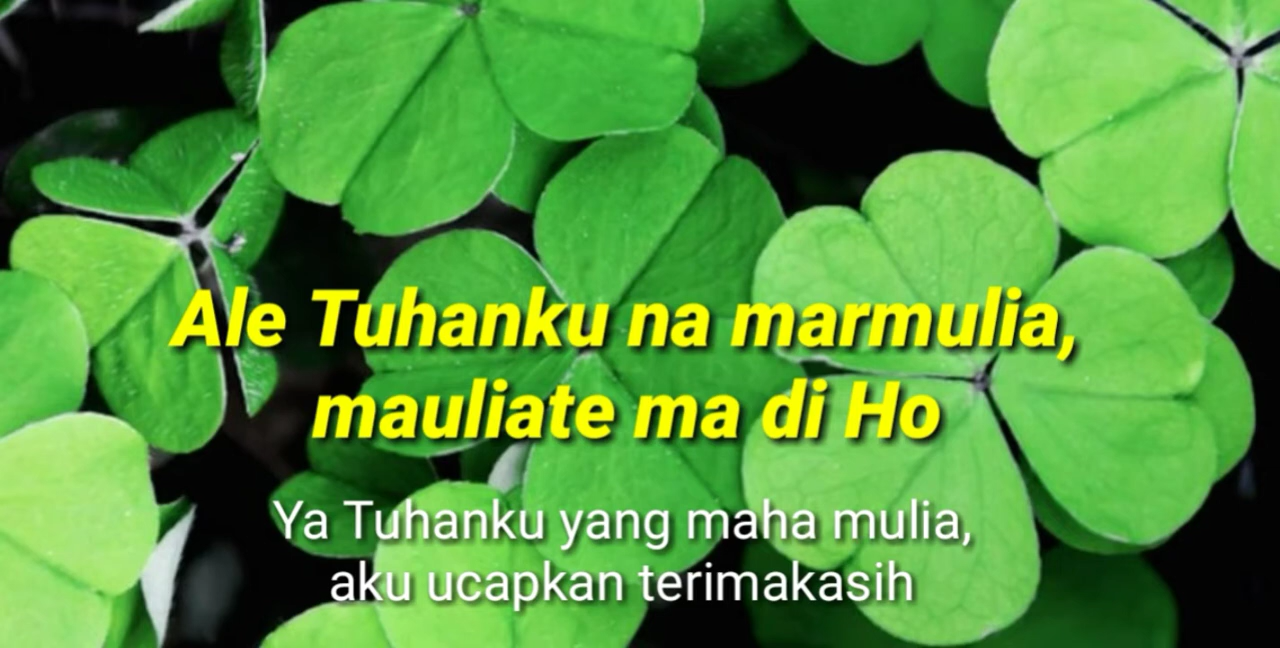 Ale Tuhanku na marmulia,
mauliate ma di Ho
Ya Tuhanku yang maha mulia,
aku ucapkan terimakasih